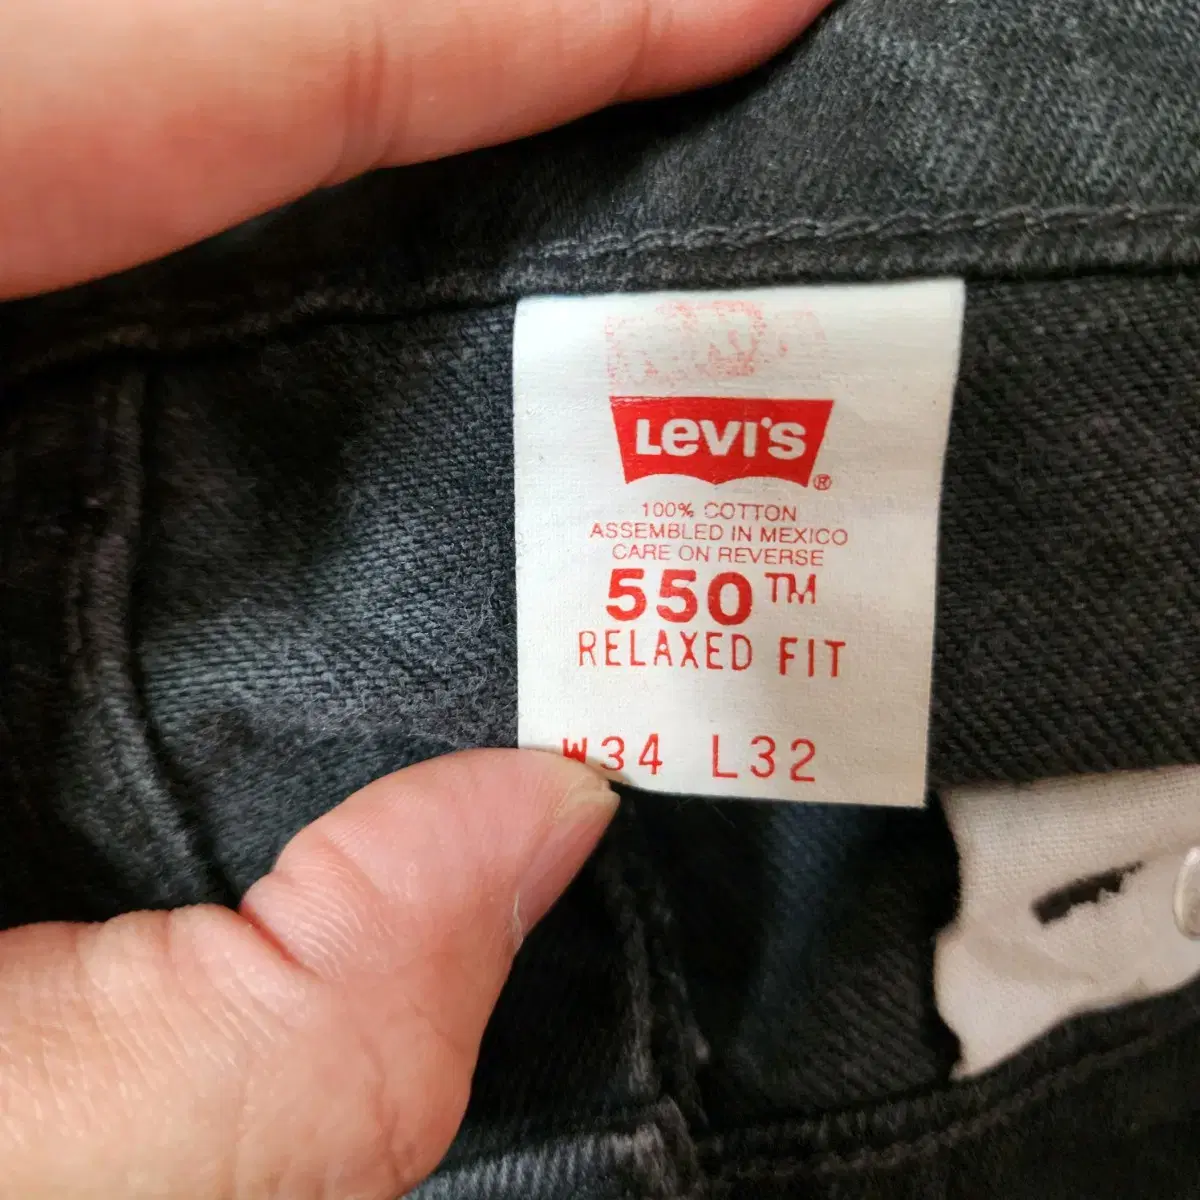 Levi's ®
100% COTTON
ASSEMBLED IN MEXICO
CARE ON REVERSE
550™
RELAXED FIT
W34 L32